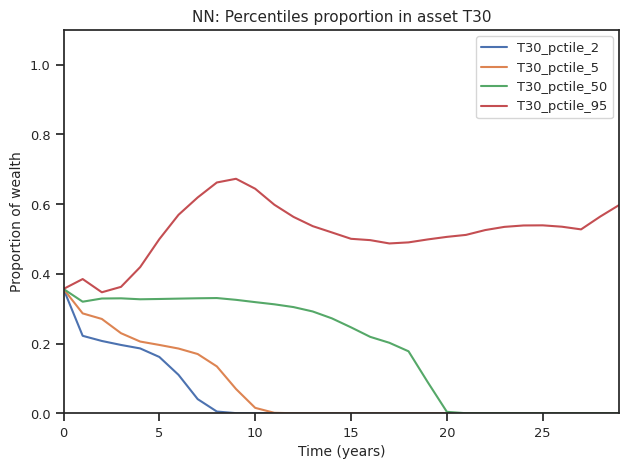 NN: Percentiles proportion in asset T30
T30_pctile_2
T30_pctile_5
T30_pctile_50
T30_pctile_95
Proportion of wealth
1.0
0.8
0.6
0.4
0.2
0.0
0 5 10 15 20 25
Time (years)